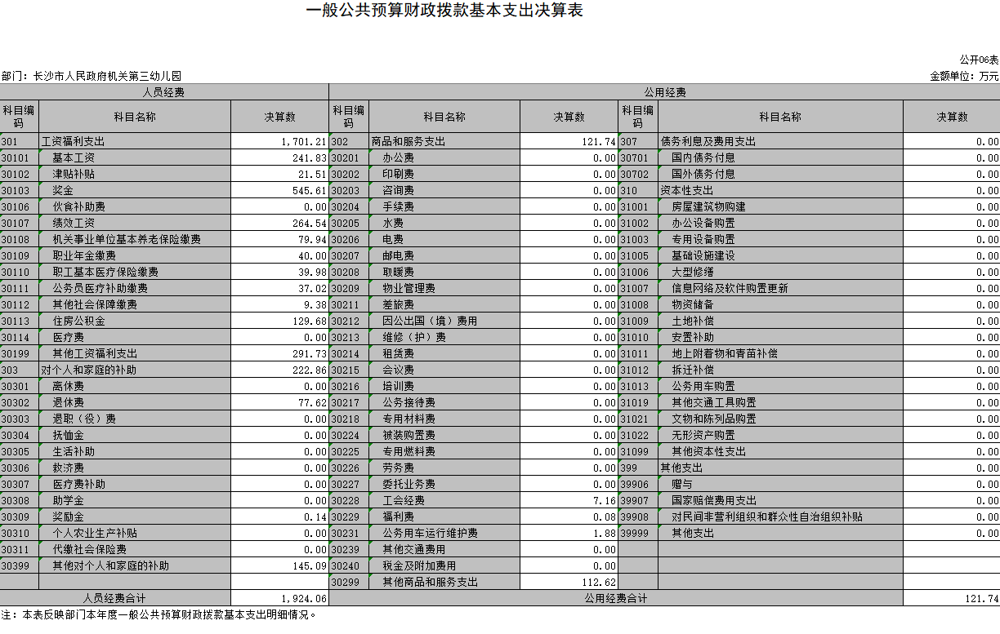 一般公共预算财政拨款基本支出决算表
公开06表
部门：长沙市人民政府机关第三幼儿园 金额单位：万元
人员经费 公用经费
科目编码 科目名称 决算数 科目编码 科目名称 决算数 科目编码 科目名称 决算数
301 工资福利支出 1,701.21 302 商品和服务支出 121.74 307 债务利息及费用支出 0.00
30101 基本工资 241.83 30201 办公费 0.00 30701 国内债务付息 0.00
30102 津贴补贴 21.51 30202 印刷费 0.00 30702 国外债务付息 0.00
30103 奖金 545.61 30203 咨询费 0.00 310 资本性支出 0.00
30106 伙食补助费 0.00 30204 手续费 0.00 31001 房屋建筑物购建 0.00
30107 绩效工资 264.54 30205 水费 0.00 31002 办公设备购置 0.00
30108 机关事业单位基本养老保险缴费 79.94 30206 电费 0.00 31003 专用设备购置 0.00
30109 职业年金缴费 40.00 30207 邮电费 0.00 31005 基础设施建设 0.00
30110 职工基本医疗保险缴费 39.98 30208 取暖费 0.00 31006 大型修缮 0.00
30111 公务员医疗补助缴费 37.02 30209 物业管理费 0.00 31007 信息网络及软件购置更新 0.00
30112 其他社会保障缴费 9.38 30211 差旅费 0.00 31008 物资储备 0.00
30113 住房公积金 129.68 30212 因公出国（境）费用 0.00 31009 土地补偿 0.00
30114 医疗费 0.00 30213 维修（护）费 0.00 31010 安置补助 0.00
30199 其他工资福利支出 291.73 30214 租赁费 0.00 31011 地上附着物和青苗补偿 0.00
303 对个人和家庭的补助 222.86 30215 会议费 0.00 31012 拆迁补偿 0.00
30301 离休费 0.00 30216 培训费 0.00 31013 公务用车购置 0.00
30302 退休费 77.62 30217 公务接待费 0.00 31019 其他交通工具购置 0.00
30303 退职（役）费 0.00 30218 专用材料费 0.00 31021 文物和陈列品购置 0.00
30304 抚恤金 0.00 30224 被装购置费 0.00 31022 无形资产购置 0.00
30305 生活补助 0.00 30225 专用燃料费 0.00 31099 其他资本性支出 0.00
30306 救济费 0.00 30226 劳务费 0.00 399 其他支出 0.00
30307 医疗费补助 0.00 30227 委托业务费 0.00 39906 赠与 0.00
30308 助学金 0.00 30228 工会经费 7.16 39907 国家赔偿费用支出 0.00
30309 奖励金 0.14 30229 福利费 0.08 39908 对民间非营利组织和群众性自治组织补贴 0.00
30310 个人农业生产补贴 0.00 30231 公务用车运行维护费 1.88 39999 其他支出 0.00
30311 代缴社会保险费 0.00 30239 其他交通费用 0.00
30399 其他对个人和家庭的补助 145.09 30240 税金及附加费用 0.00
30299 其他商品和服务支出 112.62
人员经费合计 1,924.06 公用经费合计 121.74
注：本表反映部门本年度一般公共预算财政拨款基本支出明细情况。